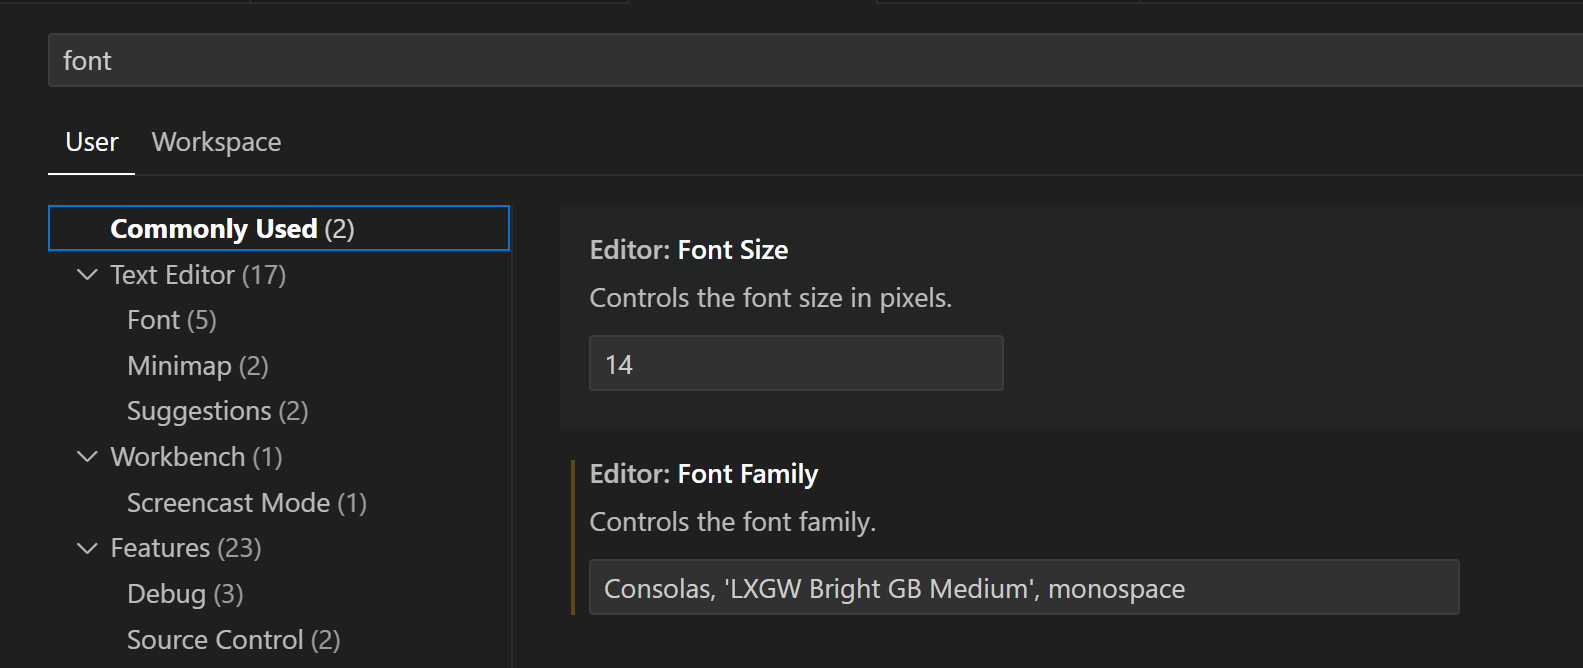 font
User Workspace
Commonly Used (2)
Text Editor (17)
Font (5)
Minimap (2)
Suggestions (2)
Workbench (1)
Screencast Mode (1)
Features (23)
Debug (3)
Source Control (2)
Editor: Font Size
Controls the font size in pixels.
14
Editor: Font Family
Controls the font family.
Consolas, 'LXGW Bright GB Medium', monospace